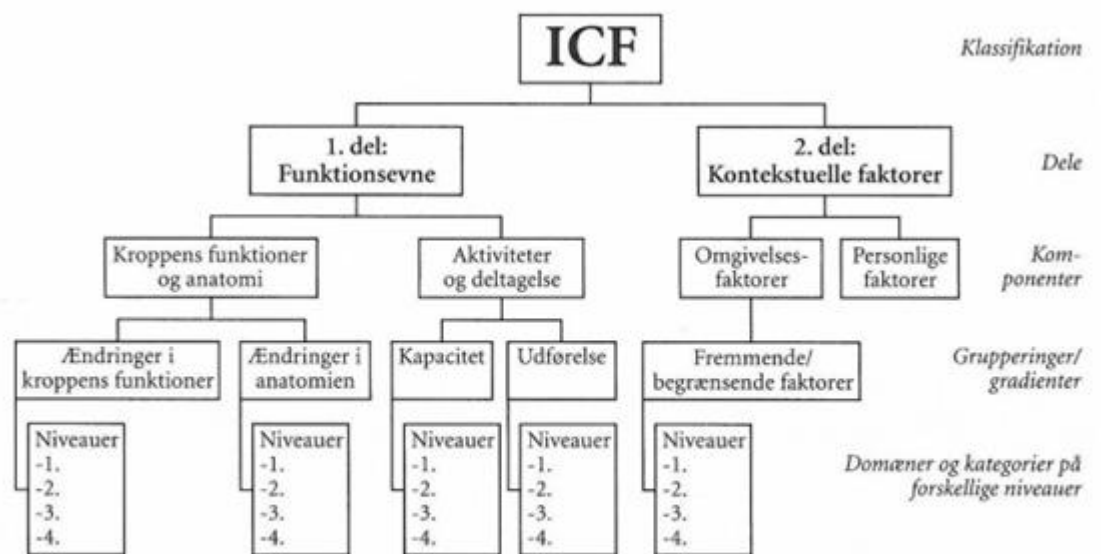 ICF
Klassifikation
1. del:
Funktionsevne
2. del:
Kontekstuelle faktorer
Dele
Kroppens funktioner
og anatomi
Aktiviteter
og deltagelse
Omgivelses-
faktorer
Personlige
faktorer
Kom-
ponenter
Ændringer i
kroppens funktioner
Ændringer i
anatomien
Kapacitet
Udførelse
Fremmende/
begrænsende faktorer
Grupperinger/
gradienter
Niveauer
-1.
-2.
-3.
-4.
Niveauer
-1.
-2.
-3.
-4.
Niveauer
-1.
-2.
-3.
-4.
Niveauer
-1.
-2.
-3.
-4.
Niveauer
-1.
-2.
-3.
-4.
Domæner og kategorier på
forskellige niveauer